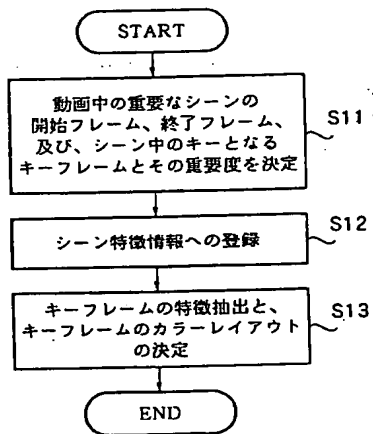 START
動画中の重要なシーンの
開始フレーム、終了フレーム、
及び、シーン中のキーとなる
キーフレームとその重要度を決定
S11
シーン特徴情報への登録
S12
キーフレームの特徴抽出と、
キーフレームのカラーレイアウト
の決定
S13
END